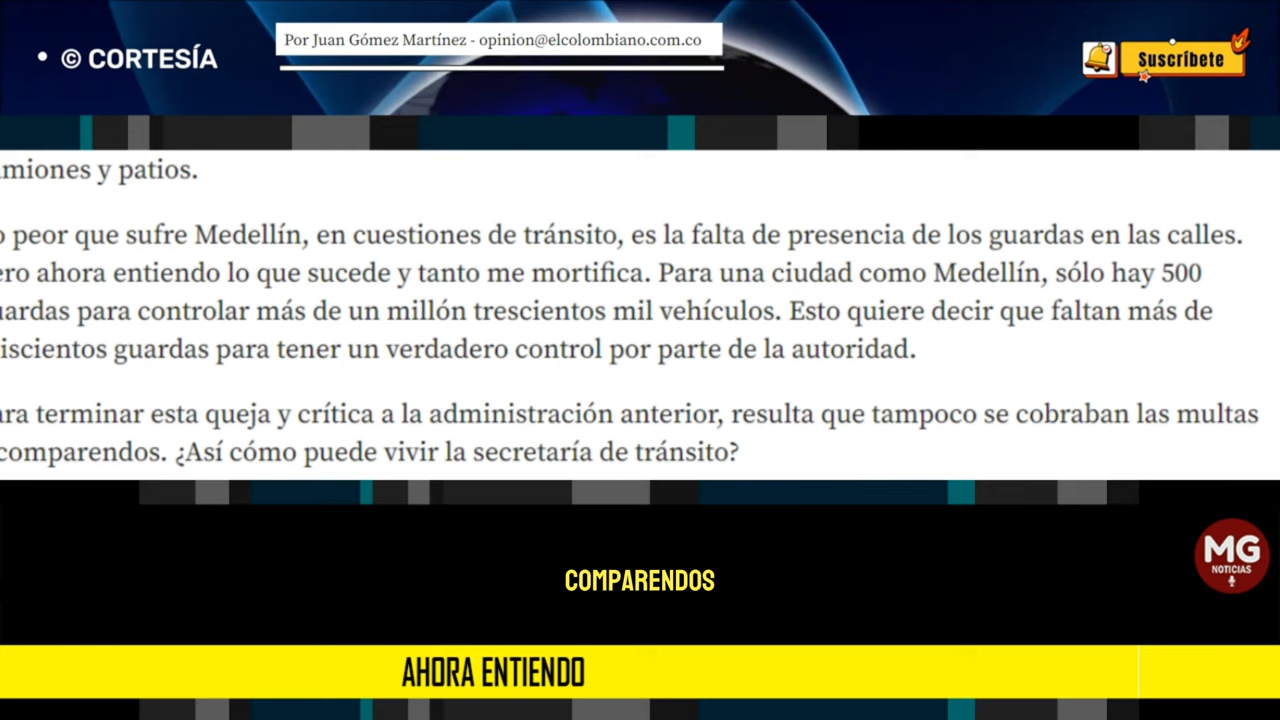 • © CORTESÍA
Por Juan Gómez Martínez - opinion@elcolombiano.com.co
Suscríbete
miones y patios.
peor que sufre Medellín, en cuestiones de tránsito, es la falta de presencia de los guardas en las calles.
ero ahora entiendo lo que sucede y tanto me mortifica. Para una ciudad como Medellín, sólo hay 500
ardas para controlar más de un millón trescientos mil vehículos. Esto quiere decir que faltan más de
iscientos guardas para tener un verdadero control por parte de la autoridad.
ra terminar esta queja y crítica a la administración anterior, resulta que tampoco se cobraban las multas
comparendos. ¿Así cómo puede vivir la secretaría de tránsito?
MG
NOTICIAS
COMPARENDOS
AHORA ENTIENDO